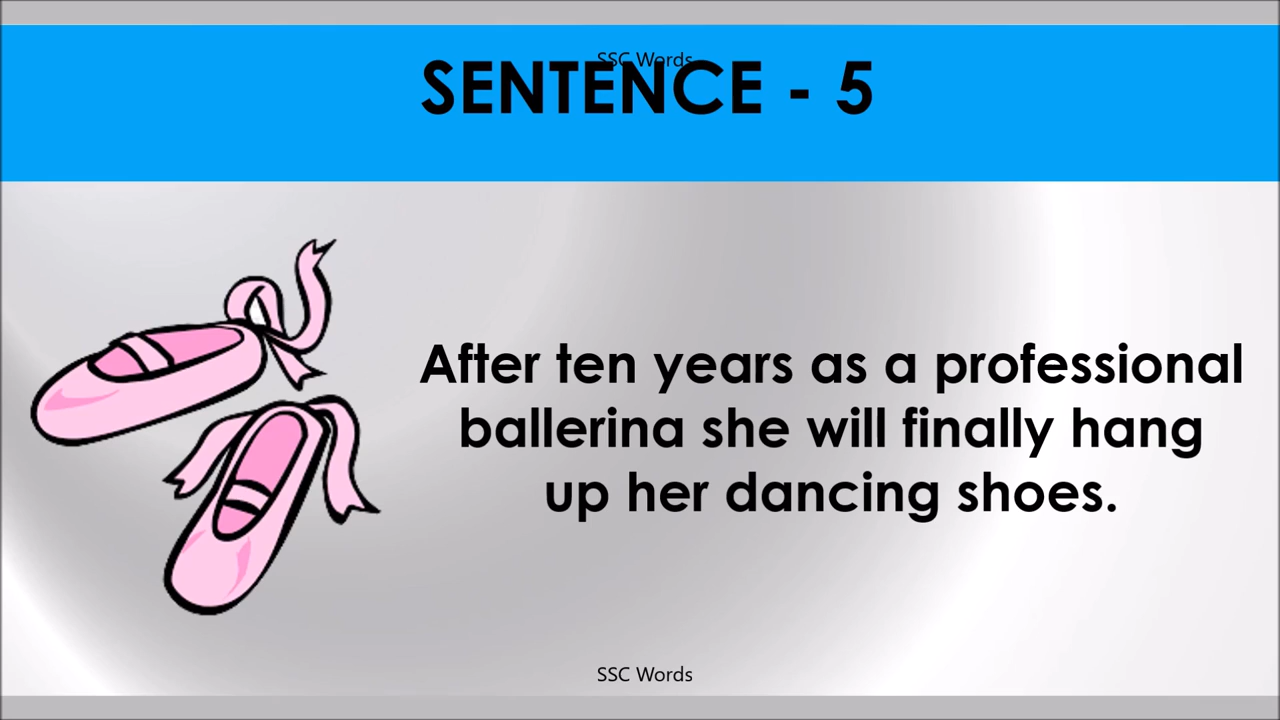 SSC Words
SENTENCE - 5
After ten years as a professional
ballerina she will finally hang
up her dancing shoes.
SSC Words